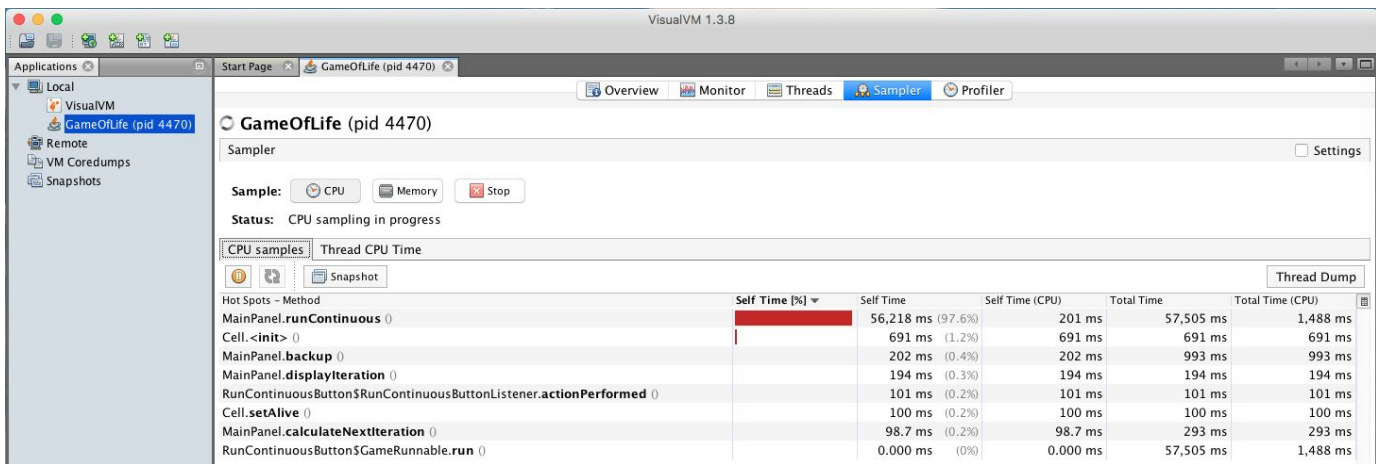 VisualVM 1.3.8
Applications
Start Page GameOfLife (pid 4470)
Local
VisualVM
GameOfLife (pid 4470)
Remote
VM Coredumps
Snapshots
Overview Monitor Threads Sampler Profiler
GameOfLife (pid 4470)
Sampler Settings
Sample: CPU Memory Stop
Status: CPU sampling in progress
CPU samples Thread CPU Time
Snapshot Thread Dump
Hot Spots – Method Self Time [%] Self Time Self Time (CPU) Total Time Total Time (CPU)
MainPanel.runContinuous () 56,218 ms (97.6%) 201 ms 57,505 ms 1,488 ms
Cell.<init> () 691 ms (1.2%) 691 ms 691 ms 691 ms
MainPanel.backup () 202 ms (0.4%) 202 ms 993 ms 993 ms
MainPanel.displayIteration () 194 ms (0.3%) 194 ms 194 ms 194 ms
RunContinuousButton$RunContinuousButtonListener.actionPerformed () 101 ms (0.2%) 101 ms 101 ms 101 ms
Cell.setAlive () 100 ms (0.2%) 100 ms 100 ms 100 ms
MainPanel.calculateNextIteration () 98.7 ms (0.2%) 98.7 ms 293 ms 293 ms
RunContinuousButton$GameRunnable.run () 0.000 ms (0%) 0.000 ms 57,505 ms 1,488 ms